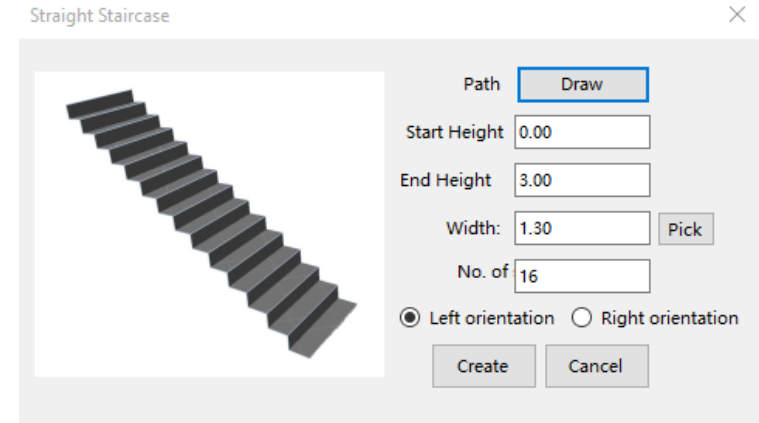 Straight Staircase
Path Draw
Start Height 0.00
End Height 3.00
Width: 1.30 Pick
No. of 16
Left orientation Right orientation
Create Cancel